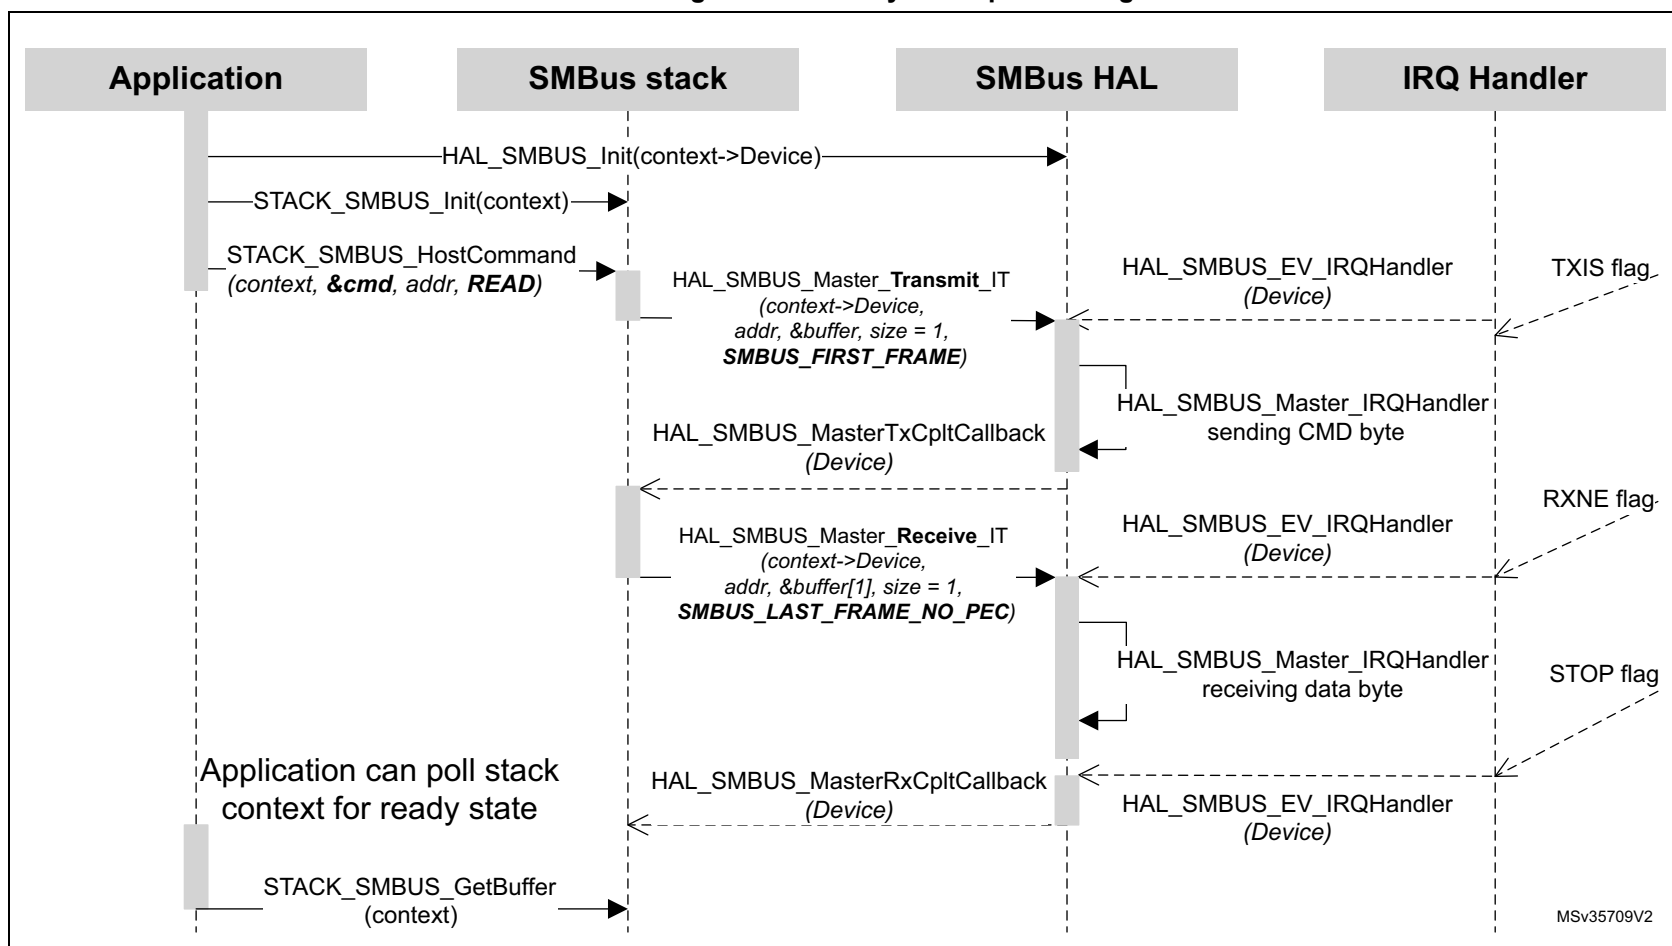 Application
SMBus stack
SMBus HAL
IRQ Handler
HAL_SMBUS_Init(context->Device)
STACK_SMBUS_Init(context)
STACK_SMBUS_HostCommand
(context, &cmd, addr, READ)
HAL_SMBUS_Master_Transmit_IT
(context->Device,
addr, &buffer, size = 1,
SMBUS_FIRST_FRAME)
HAL_SMBUS_EV_IRQHandler
(Device)
TXIS flag
HAL_SMBUS_Master_IRQHandler
sending CMD byte
HAL_SMBUS_MasterTxCpltCallback
(Device)
RXNE flag
HAL_SMBUS_EV_IRQHandler
(Device)
HAL_SMBUS_Master_Receive_IT
(context->Device,
addr, &buffer[1], size = 1,
SMBUS_LAST_FRAME_NO_PEC)
HAL_SMBUS_Master_IRQHandler
receiving data byte
STOP flag
Application can poll stack
context for ready state
HAL_SMBUS_MasterRxCpltCallback
(Device)
HAL_SMBUS_EV_IRQHandler
(Device)
STACK_SMBUS_GetBuffer
(context)
MSv35709V2